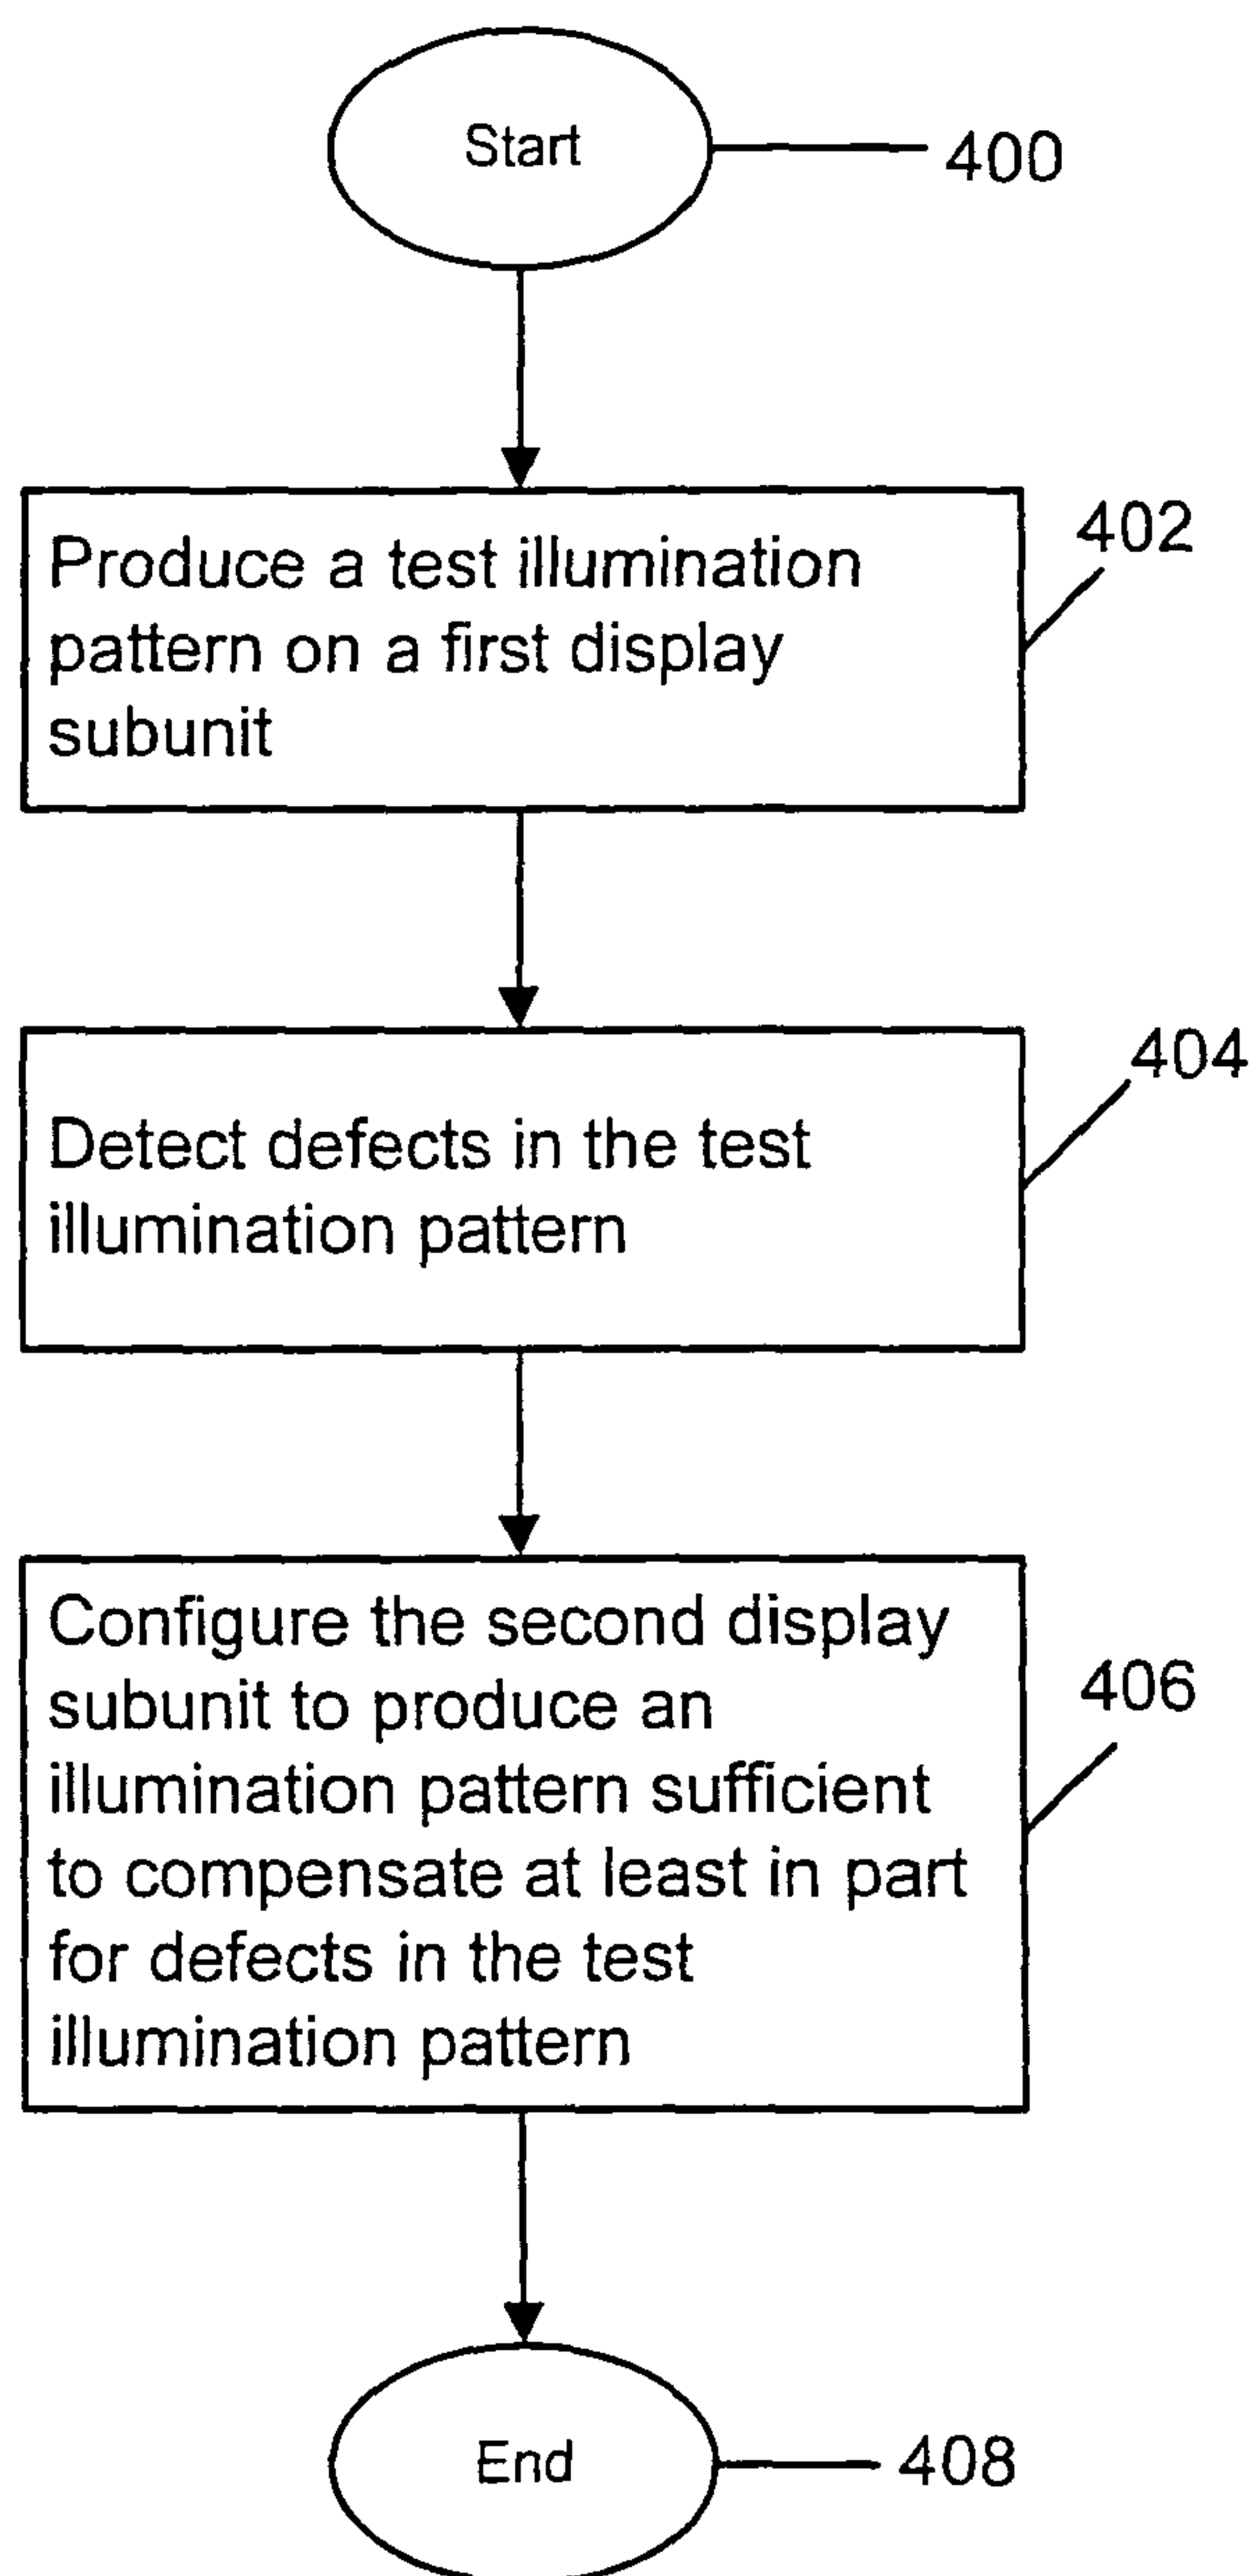 Start
400
Produce a test illumination
pattern on a first display
subunit
402
Detect defects in the test
illumination pattern
404
Configure the second display
subunit to produce an
illumination pattern sufficient
to compensate at least in part
for defects in the test
illumination pattern
406
End
408